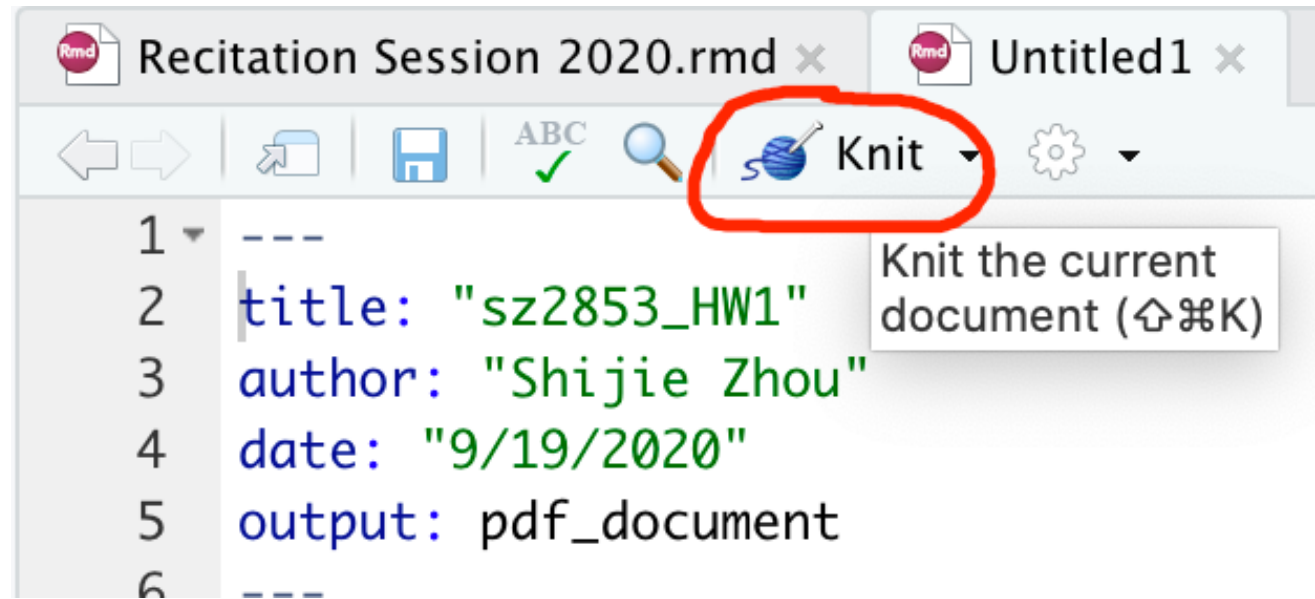 Rmd Recitation Session 2020.rmd × Rmd Untitled1 ×
ABC Knit
Knit the current
document (⇧⌘K)
1 ---
2 title: "sz2853_HW1"
3 author: "Shijie Zhou"
4 date: "9/19/2020"
5 output: pdf_document
6 ---